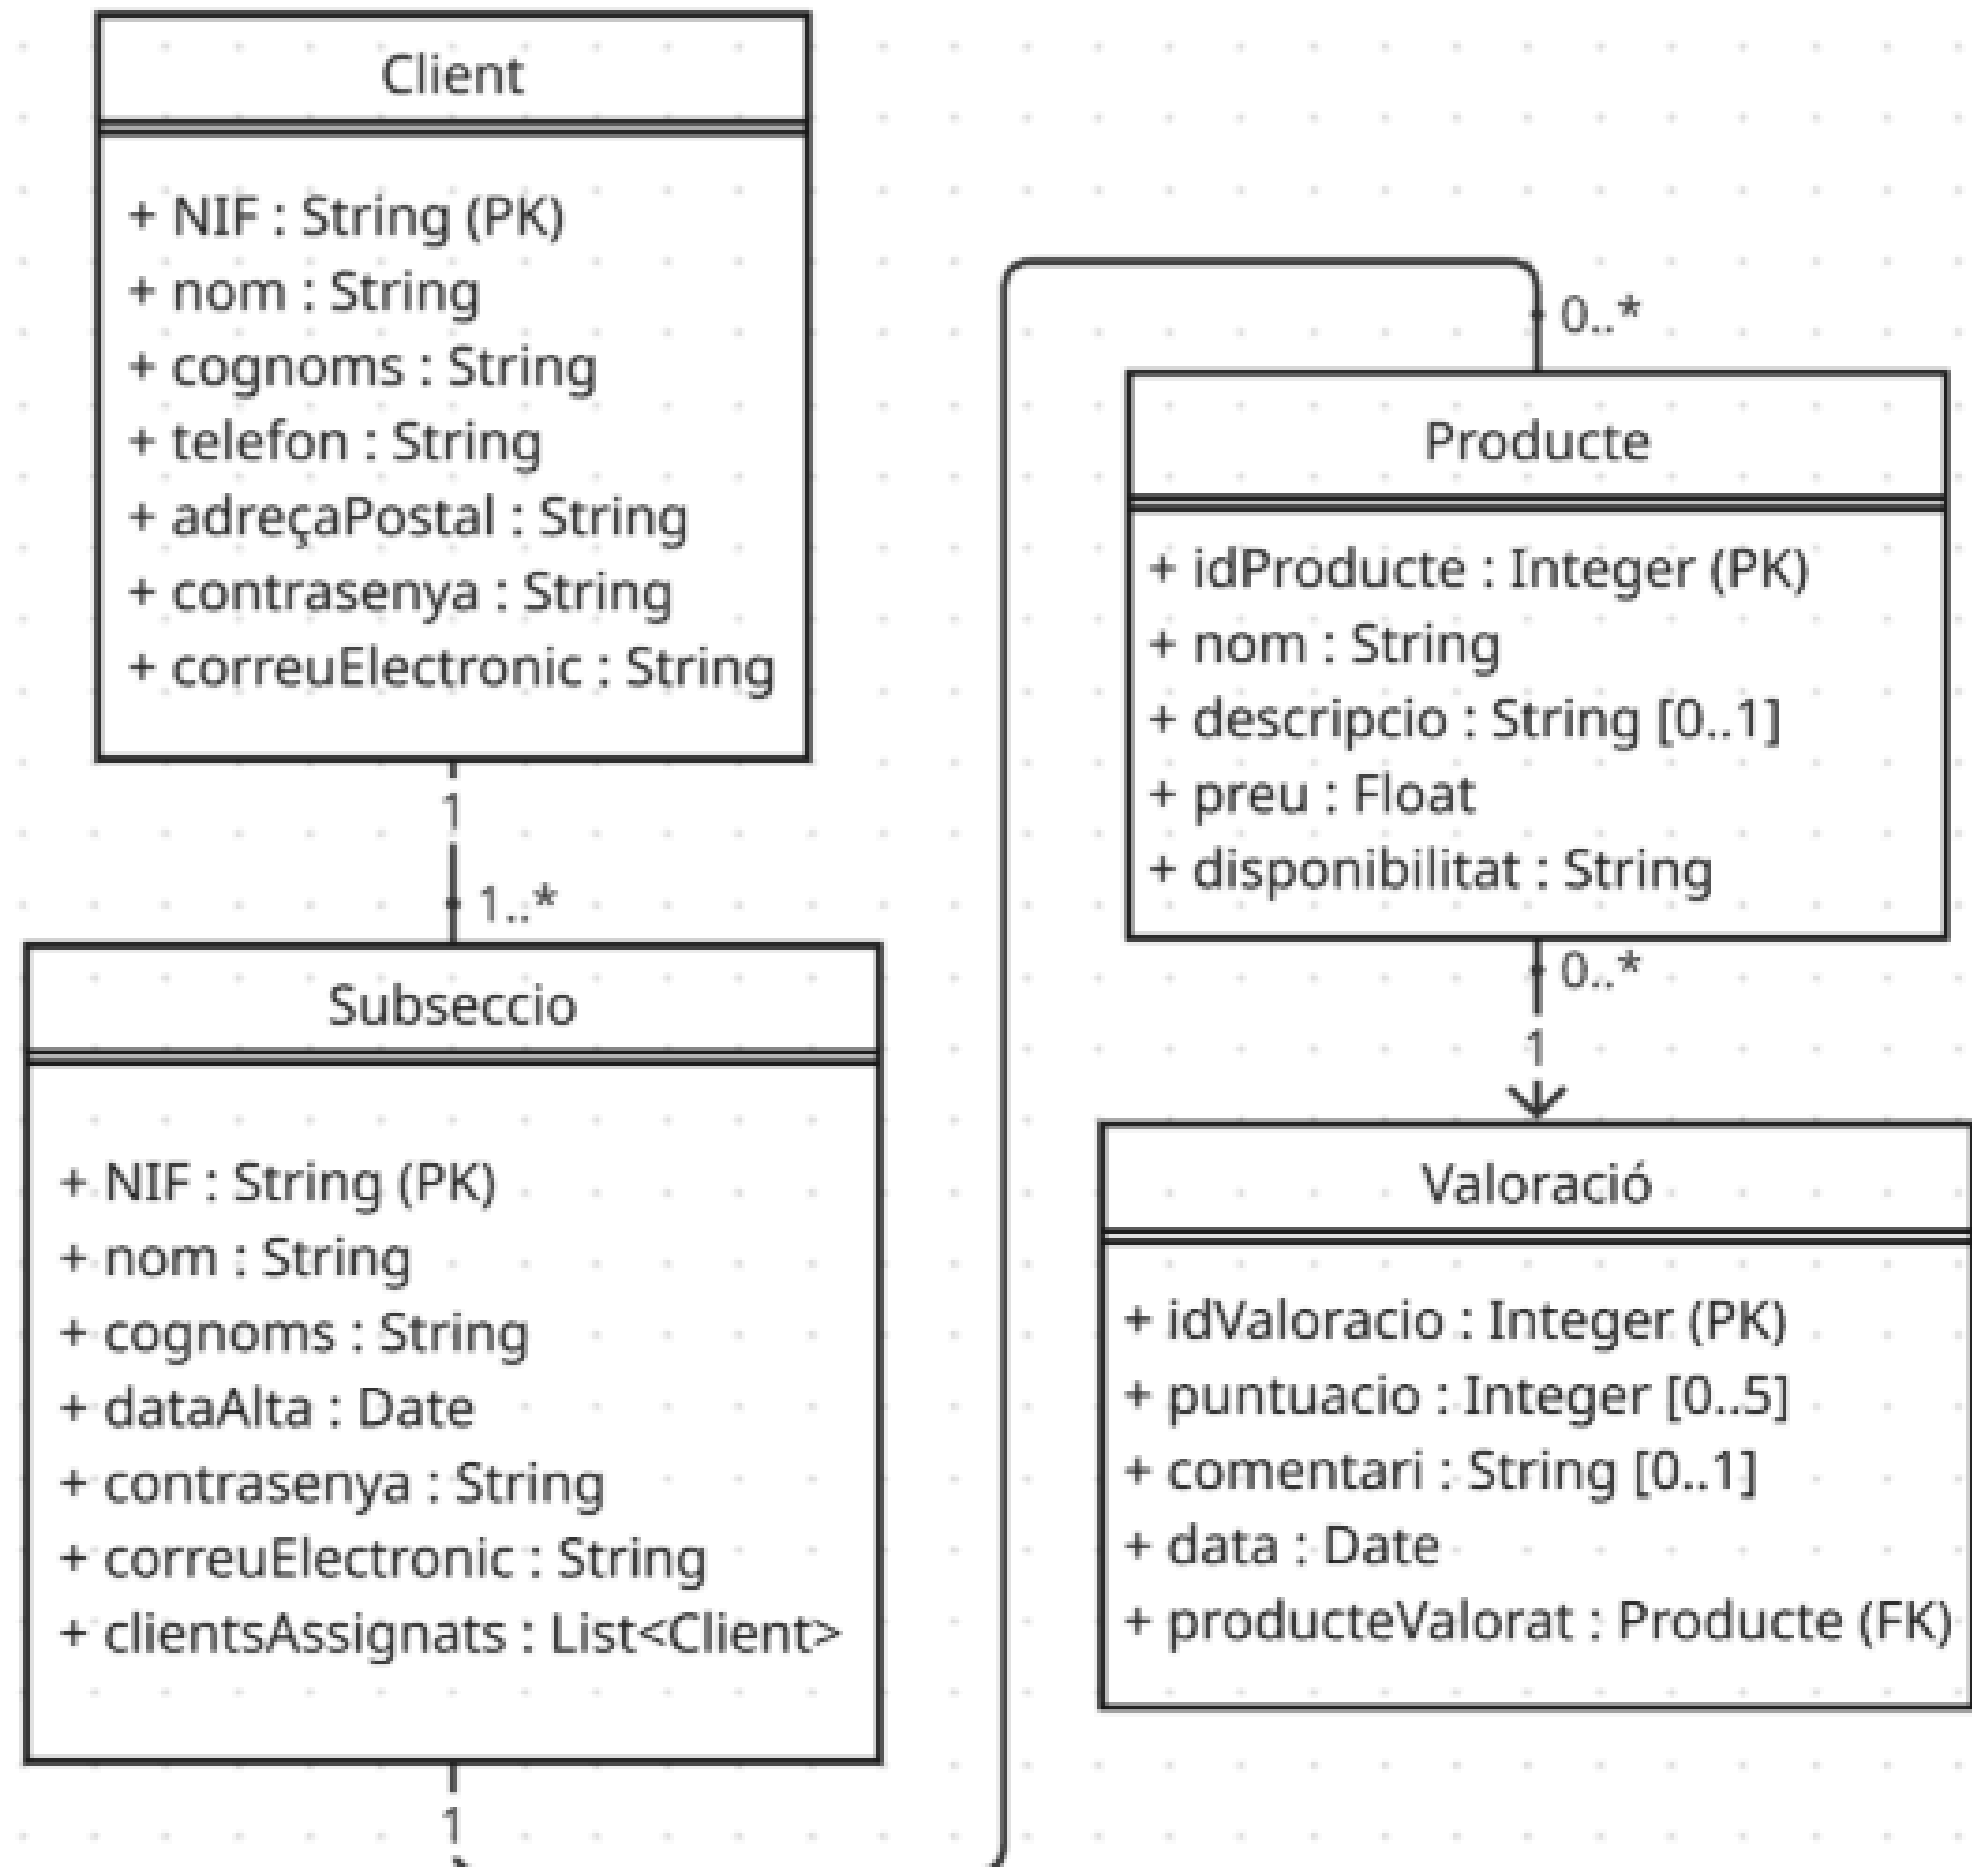 Client
+ NIF : String (PK)
+ nom : String
+ cognoms : String
+ telefon : String
+ adreçaPostal : String
+ contrasenya : String
+ correuElectronic : String
1
1..*
Subseccio
+ NIF : String (PK)
+ nom : String
+ cognoms : String
+ dataAlta : Date
+ contrasenya : String
+ correuElectronic : String
+ clientsAssignats : List<Client>
1
0..*
Producte
+ idProducte : Integer (PK)
+ nom : String
+ descripcio : String [0..1]
+ preu : Float
+ disponibilitat : String
0..*
1
Valoració
+ idValoracio : Integer (PK)
+ puntuacio : Integer [0..5]
+ comentari : String [0..1]
+ data : Date
+ producteValorat : Producte (FK)